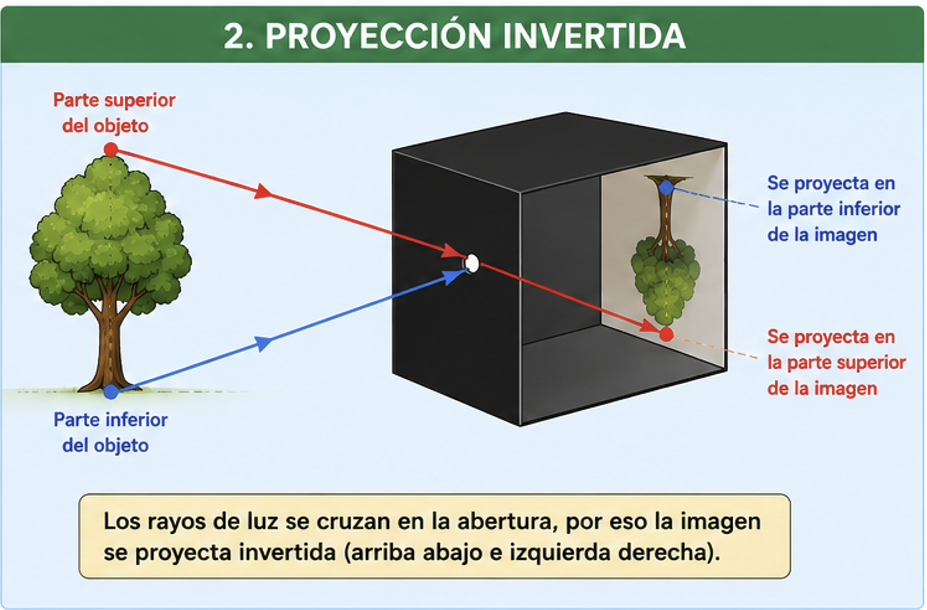 2. PROYECCIÓN INVERTIDA
Parte superior
del objeto
Se proyecta en
la parte inferior
de la imagen
Se proyecta en
la parte superior
de la imagen
Parte inferior
del objeto
Los rayos de luz se cruzan en la abertura, por eso la imagen
se proyecta invertida (arriba abajo e izquierda derecha).